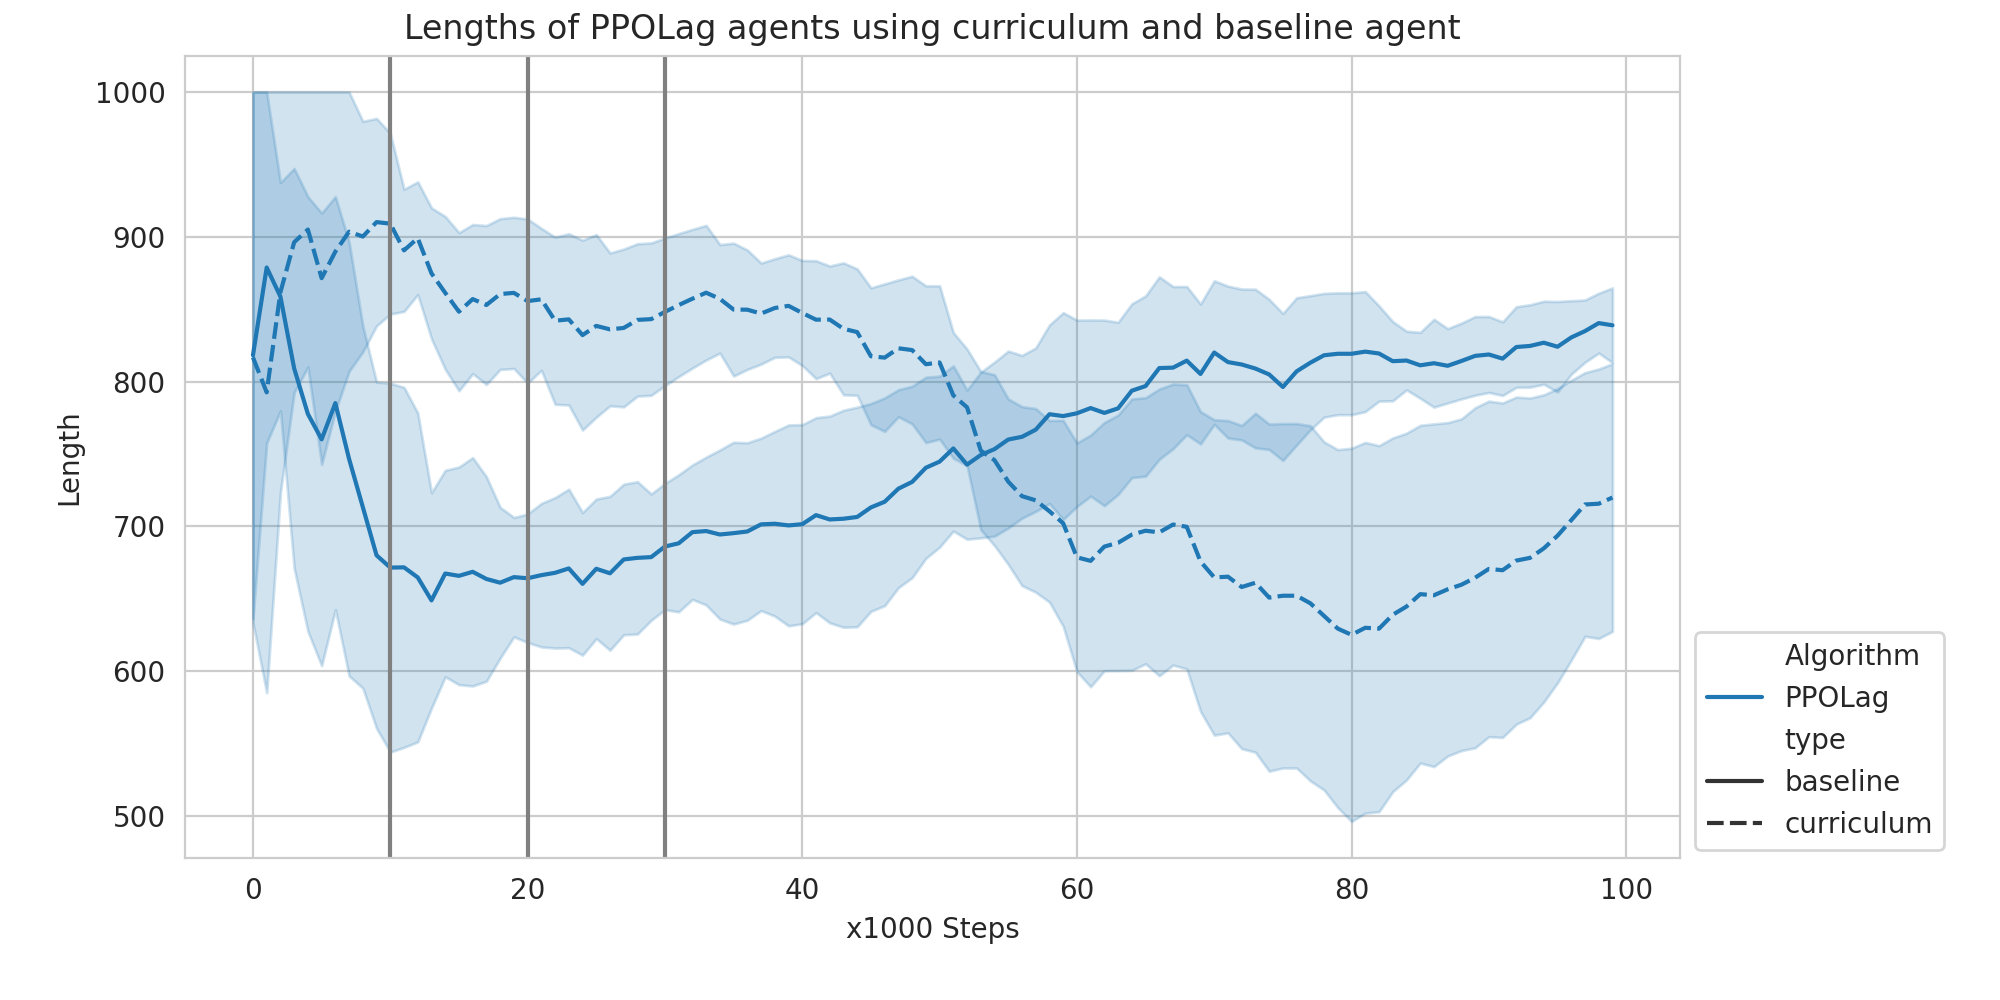 Lengths of PPOLag agents using curriculum and baseline agent
1000
900
800
700
600
500
Length
0
20
40
60
80
100
x1000 Steps
Algorithm
PPOLag
type
baseline
curriculum